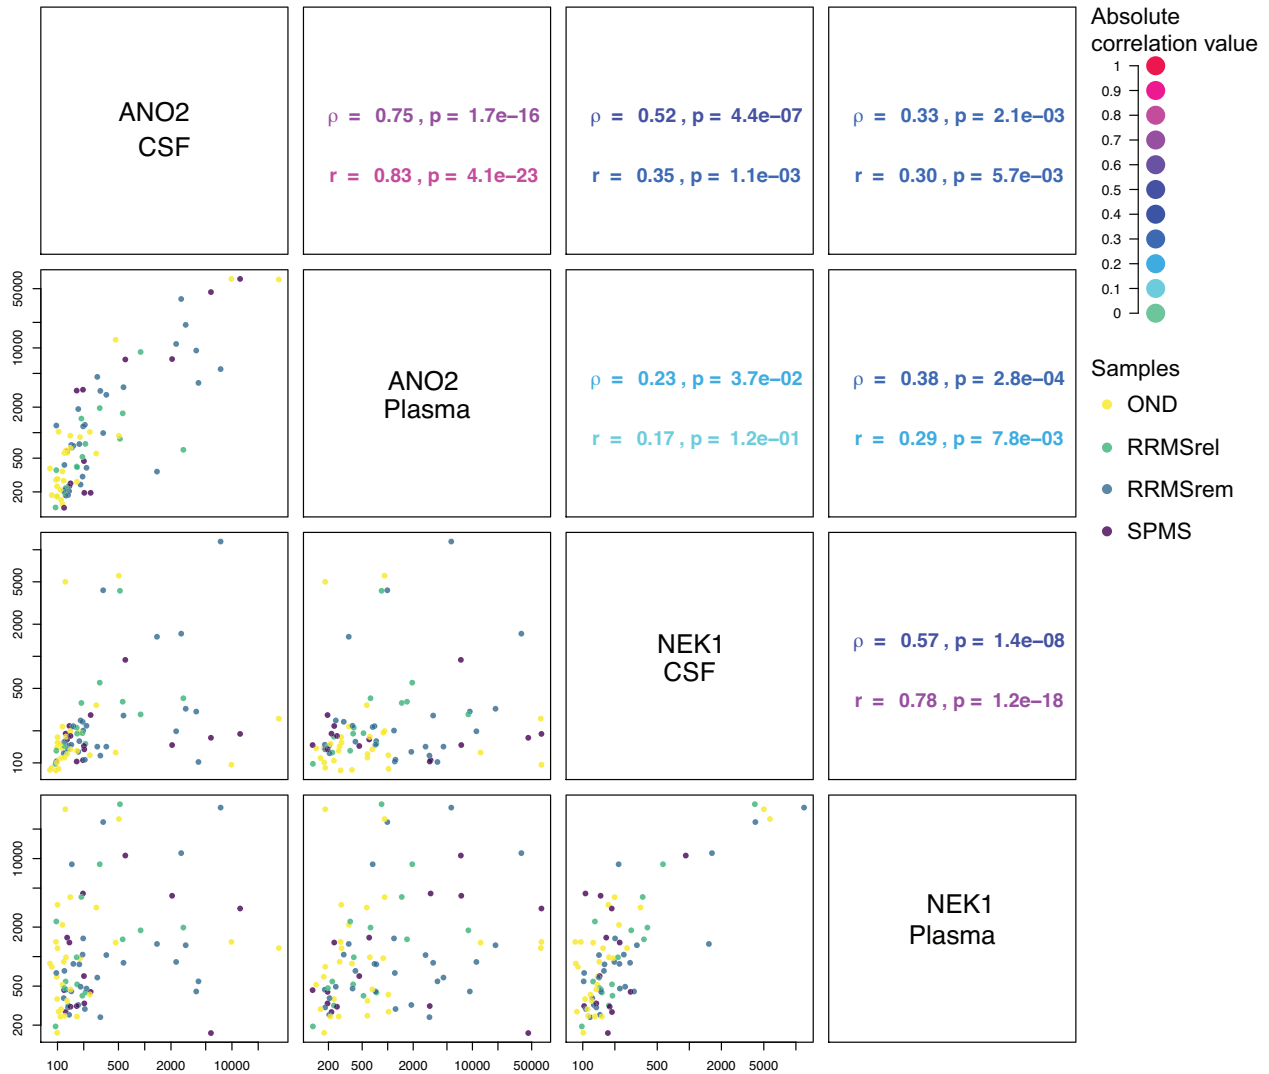 Absolute
correlation value
1
0.9
0.8
0.7
0.6
0.5
0.4
0.3
0.2
0.1
0
Samples
OND
RRMSrel
RRMSrem
SPMS
ANO2
CSF
ρ = 0.75 , p = 1.7e−16
r = 0.83 , p = 4.1e−23
ρ = 0.52 , p = 4.4e−07
r = 0.35 , p = 1.1e−03
ρ = 0.33 , p = 2.1e−03
r = 0.30 , p = 5.7e−03
50000
10000
2000
500
200
ANO2
Plasma
ρ = 0.23 , p = 3.7e−02
r = 0.17 , p = 1.2e−01
ρ = 0.38 , p = 2.8e−04
r = 0.29 , p = 7.8e−03
5000
2000
500
100
NEK1
CSF
ρ = 0.57 , p = 1.4e−08
r = 0.78 , p = 1.2e−18
10000
2000
500
200
NEK1
Plasma
100 500 2000 10000
200 500 2000 10000 50000
100 500 2000 5000